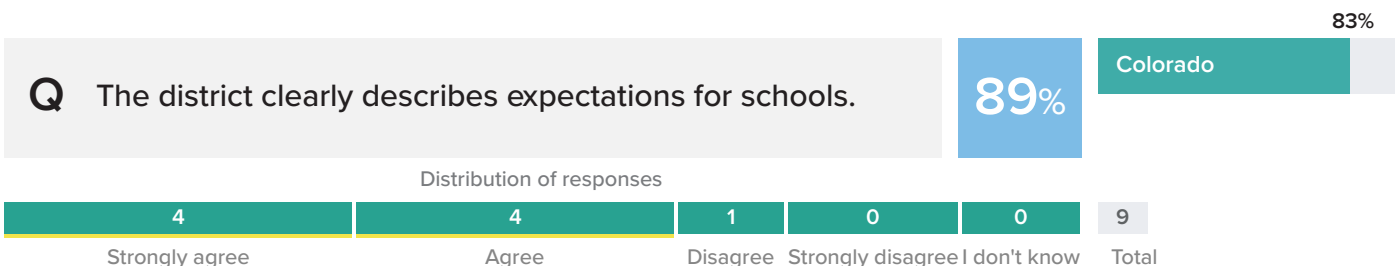 83%
Q The district clearly describes expectations for schools.
89%
Colorado
Distribution of responses
4 4 1 0 0 9
Strongly agree Agree Disagree Strongly disagree I don't know Total